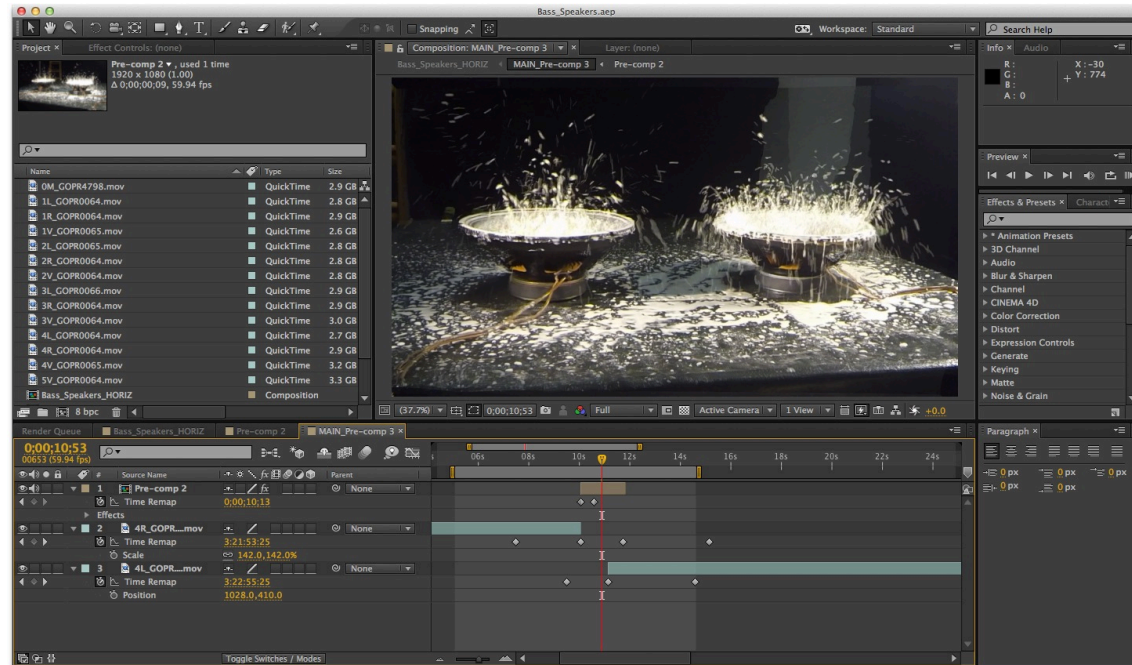 Bass_Speakers.aep
Snapping
Workspace: Standard
Search Help
Project ×
Effect Controls: (none)
Pre-comp 2 ▾ , used 1 time
1920 x 1080 (1.00)
Δ 0;00;00;09, 59.94 fps
Name Type Size
0M_GOPR4798.mov QuickTime 2.9 GB
1L_GOPR0064.mov QuickTime 2.8 GB
1R_GOPR0064.mov QuickTime 2.9 GB
1V_GOPR0065.mov QuickTime 2.6 GB
2L_GOPR0065.mov QuickTime 2.8 GB
2R_GOPR0064.mov QuickTime 2.8 GB
2V_GOPR0064.mov QuickTime 2.8 GB
3L_GOPR0066.mov QuickTime 2.9 GB
3R_GOPR0064.mov QuickTime 2.9 GB
3V_GOPR0064.mov QuickTime 3.0 GB
4L_GOPR0064.mov QuickTime 2.7 GB
4R_GOPR0064.mov QuickTime 2.9 GB
4V_GOPR0065.mov QuickTime 3.2 GB
5V_GOPR0064.mov QuickTime 3.3 GB
Bass_Speakers_HORIZ Composition
8 bpc
Composition: MAIN_Pre-comp 3
Layer: (none)
Bass_Speakers_HORIZ
MAIN_Pre-comp 3
Pre-comp 2
(37.7%)
0;00;10;53
Full
Active Camera
1 View
+0.0
Info ×
Audio
R :
G :
B :
A : 0
X : -30
Y : 774
Preview ×
Effects & Presets ×
Characte
* Animation Presets
3D Channel
Audio
Blur & Sharpen
Channel
CINEMA 4D
Color Correction
Distort
Expression Controls
Generate
Keying
Matte
Noise & Grain
Render Queue
Bass_Speakers_HORIZ
Pre-comp 2
MAIN_Pre-comp 3 ×
0;00;10;53
00653 (59.94 fps)
# Source Name
Parent
06s 08s 10s 12s 14s 16s 18s 20s 22s 24s
1 Pre-comp 2 None
Time Remap 0;00;10;13
Effects
2 4R_GOPR....mov None
Time Remap 3;21;53;25
Scale 142.0,142.0%
3 4L_GOPR....mov None
Time Remap 3;22;55;25
Position 1028.0,410.0
Toggle Switches / Modes
Paragraph ×
0 px 0 px 0 px
0 px 0 px